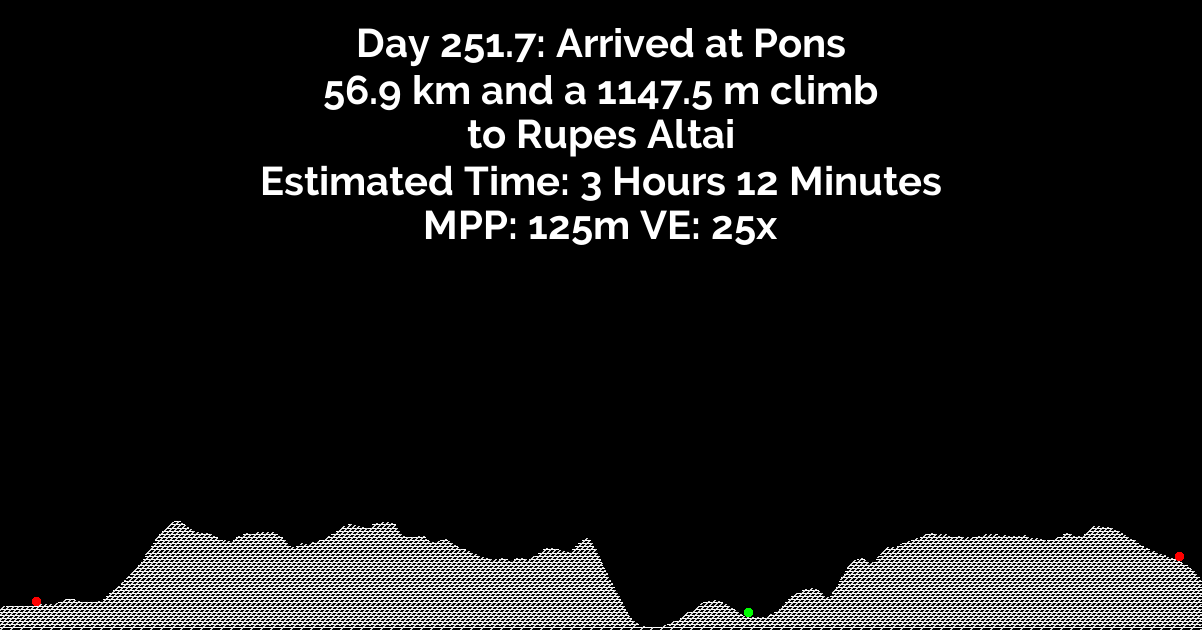 Day 251.7: Arrived at Pons
56.9 km and a 1147.5 m climb
to Rupes Altai
Estimated Time: 3 Hours 12 Minutes
MPP: 125m VE: 25x